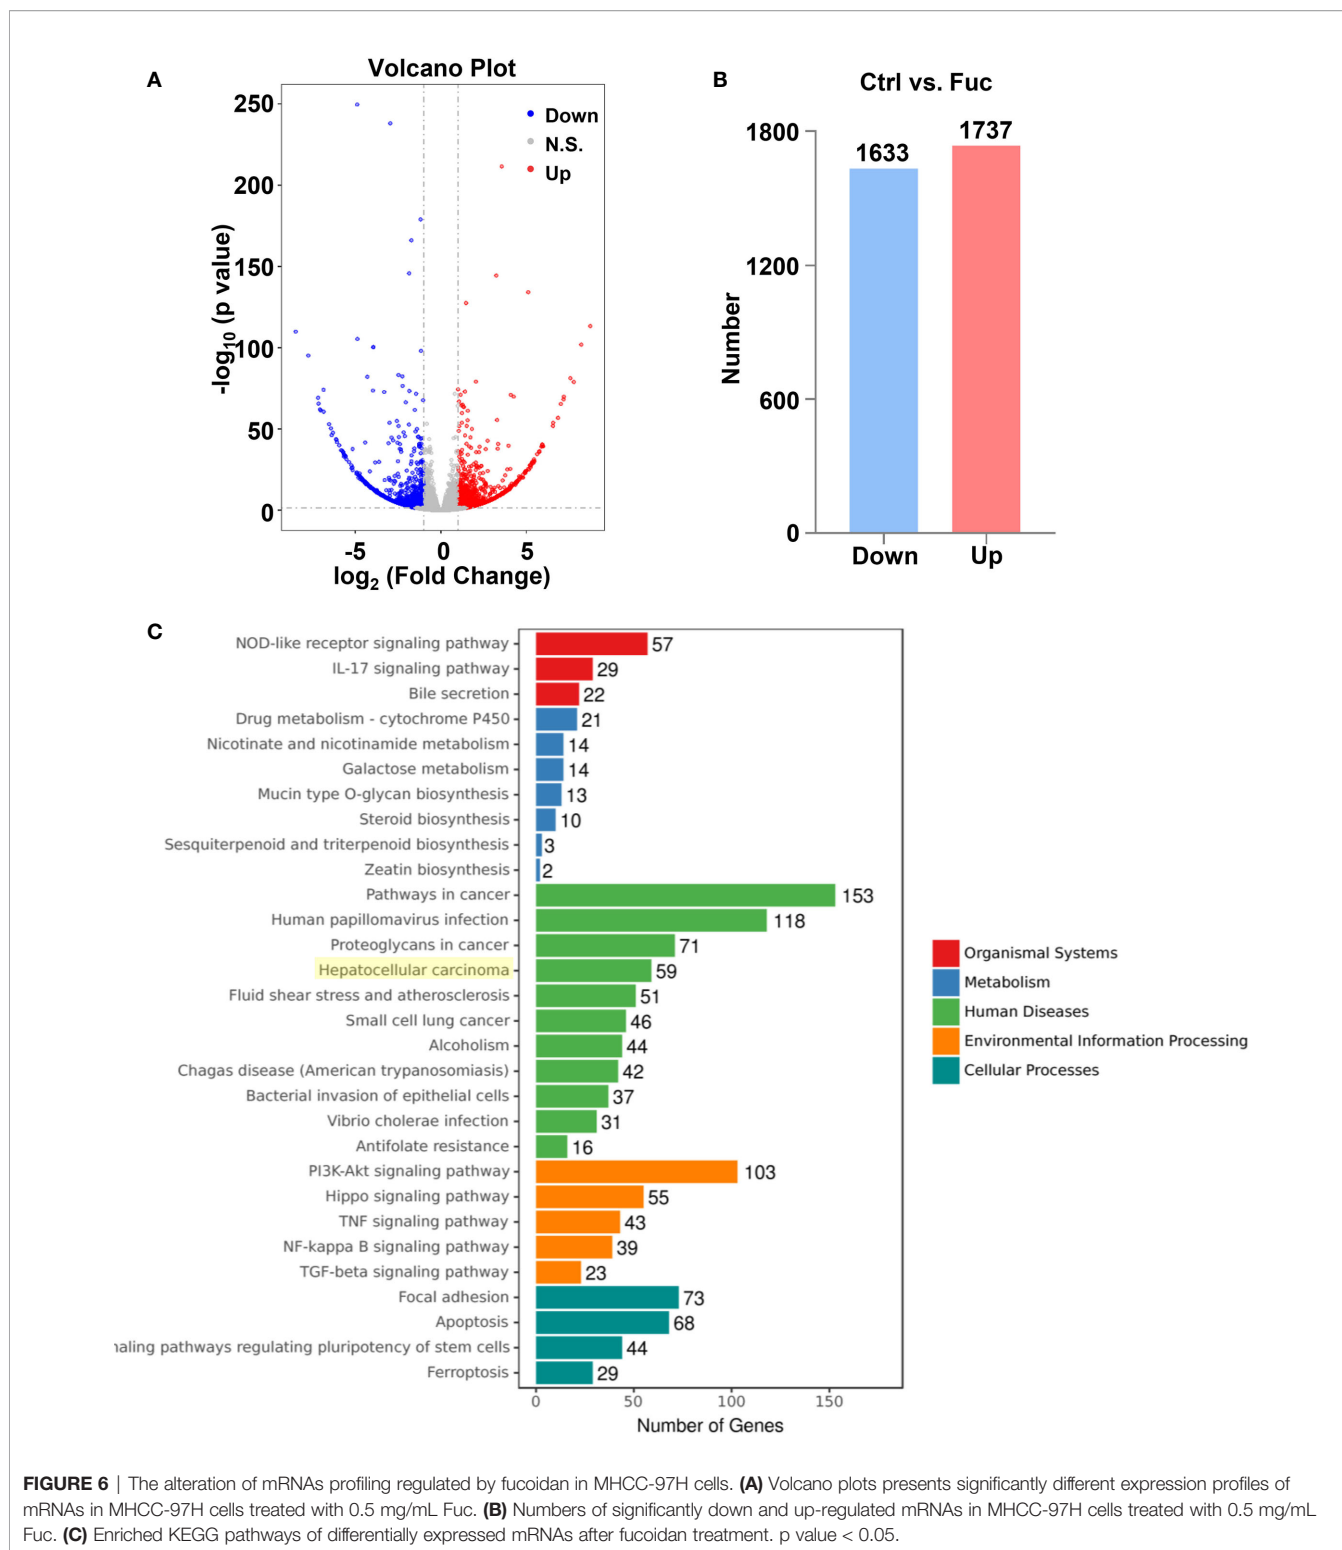 A
Volcano Plot
Down
N.S.
Up
250
200
150
100
50
0
-log10 (p value)
-5
0
5
log2 (Fold Change)
B
Ctrl vs. Fuc
1800
1200
600
0
Number
1633
1737
Down
Up
C
NOD-like receptor signaling pathway 57
IL-17 signaling pathway 29
Bile secretion 22
Drug metabolism - cytochrome P450 21
Nicotinate and nicotinamide metabolism 14
Galactose metabolism 14
Mucin type O-glycan biosynthesis 13
Steroid biosynthesis 10
Sesquiterpenoid and triterpenoid biosynthesis 3
Zeatin biosynthesis 2
Pathways in cancer 153
Human papillomavirus infection 118
Proteoglycans in cancer 71
Hepatocellular carcinoma 59
Fluid shear stress and atherosclerosis 51
Small cell lung cancer 46
Alcoholism 44
Chagas disease (American trypanosomiasis) 42
Bacterial invasion of epithelial cells 37
Vibrio cholerae infection 31
Antifolate resistance 16
PI3K-Akt signaling pathway 103
Hippo signaling pathway 55
TNF signaling pathway 43
NF-kappa B signaling pathway 39
TGF-beta signaling pathway 23
Focal adhesion 73
Apoptosis 68
naling pathways regulating pluripotency of stem cells 44
Ferroptosis 29
0 50 100 150
Number of Genes
Organismal Systems
Metabolism
Human Diseases
Environmental Information Processing
Cellular Processes
FIGURE 6 | The alteration of mRNAs profiling regulated by fucoidan in MHCC-97H cells. (A) Volcano plots presents significantly different expression profiles of
mRNAs in MHCC-97H cells treated with 0.5 mg/mL Fuc. (B) Numbers of significantly down and up-regulated mRNAs in MHCC-97H cells treated with 0.5 mg/mL
Fuc. (C) Enriched KEGG pathways of differentially expressed mRNAs after fucoidan treatment. p value < 0.05.